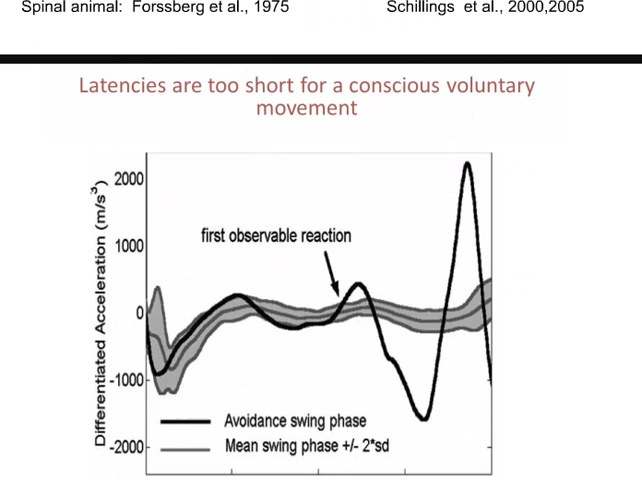 Spinal animal:  Forssberg et al., 1975
Schillings  et al., 2000,2005
Latencies are too short for a conscious voluntary
movement
Differentiated Acceleration (m/s³)
2000
1000
0
-1000
-2000
first observable reaction
Avoidance swing phase
Mean swing phase +/- 2*sd